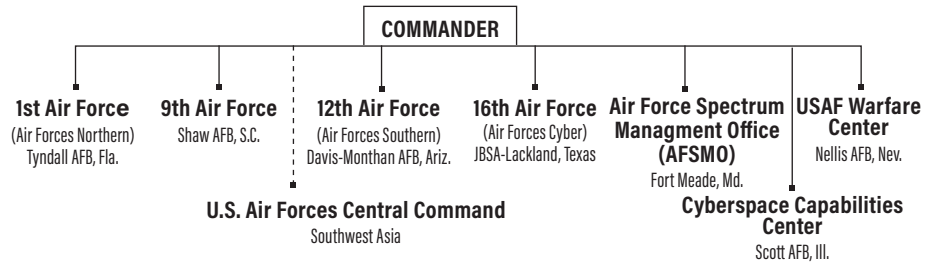 COMMANDER
1st Air Force
(Air Forces Northern)
Tyndall AFB, Fla.
9th Air Force
Shaw AFB, S.C.
12th Air Force
(Air Forces Southern)
Davis-Monthan AFB, Ariz.
16th Air Force
(Air Forces Cyber)
JBSA-Lackland, Texas
Air Force Spectrum
Managment Office
(AFSMO)
Fort Meade, Md.
USAF Warfare
Center
Nellis AFB, Nev.
U.S. Air Forces Central Command
Southwest Asia
Cyberspace Capabilities
Center
Scott AFB, Ill.